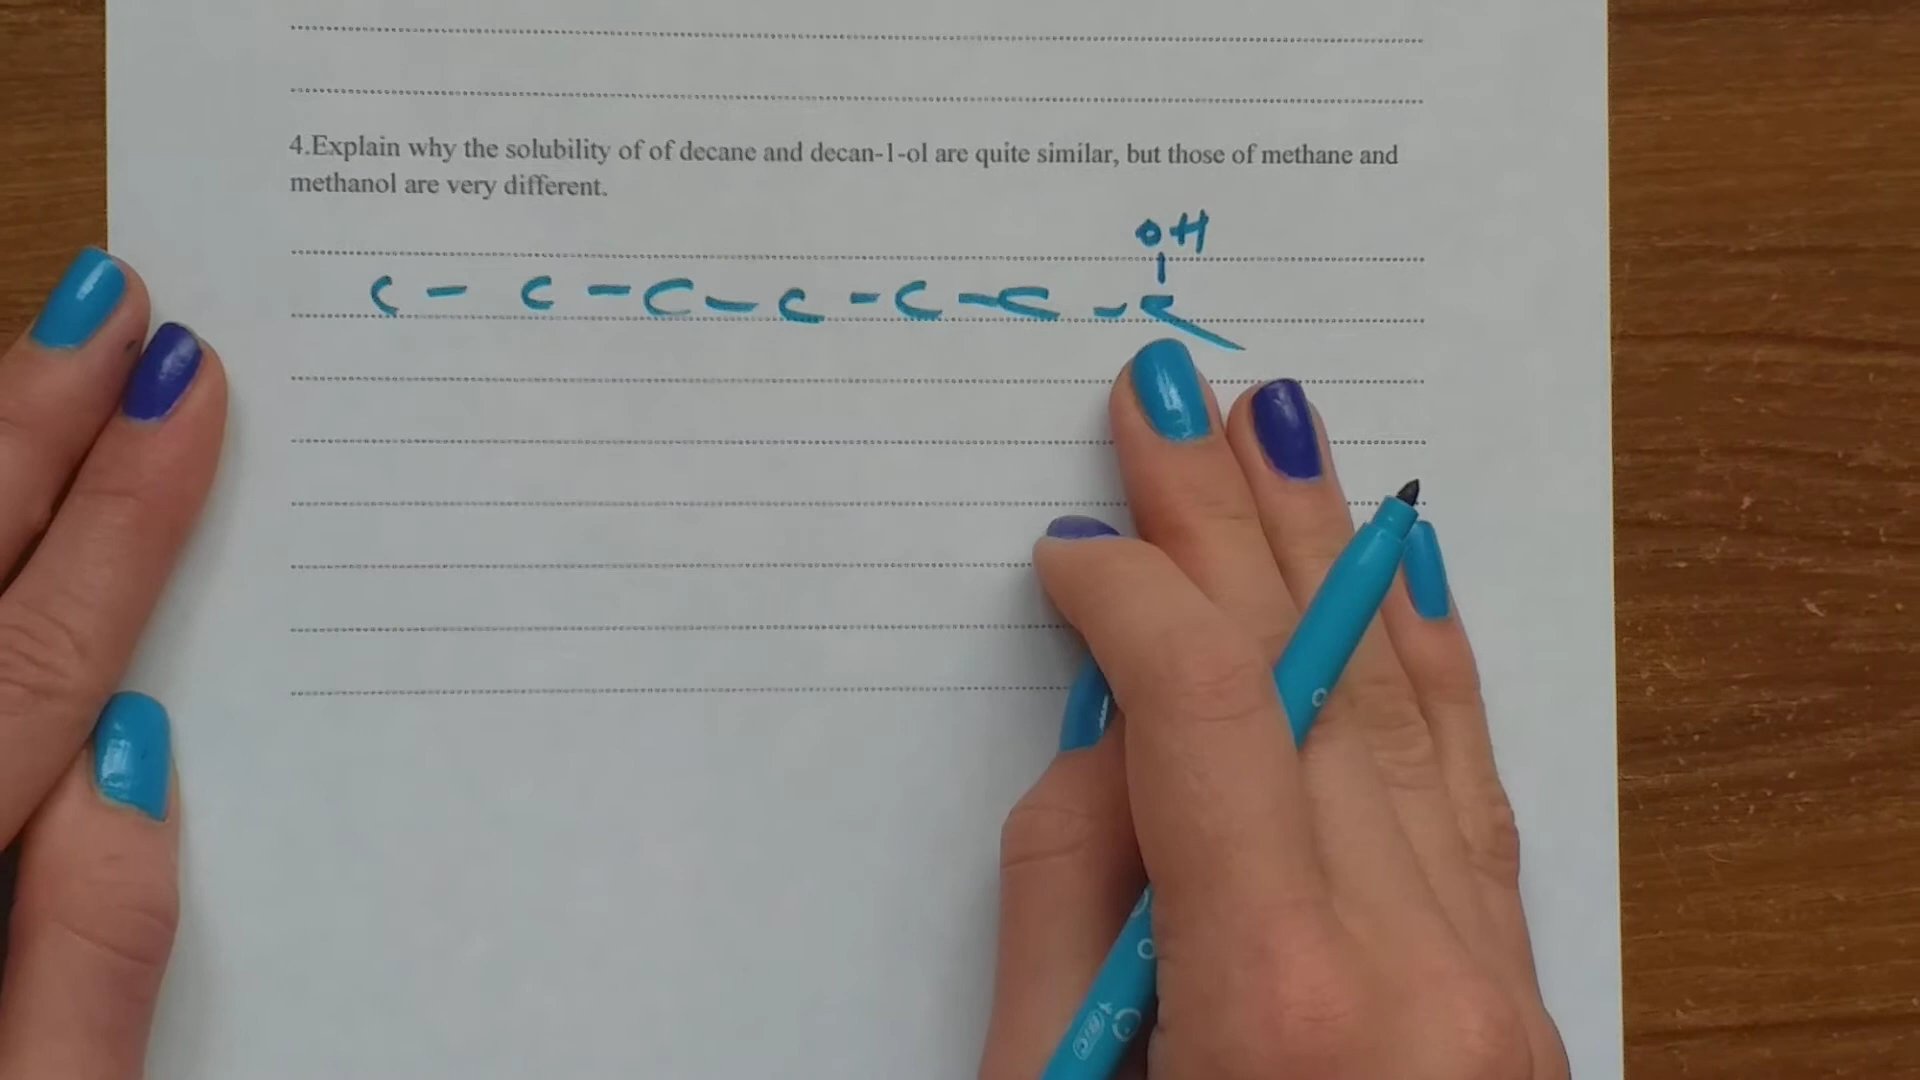 4.Explain why the solubility of of decane and decan-1-ol are quite similar, but those of methane and
methanol are very different.
OH
C - C - C - C - C - C - C
BIC